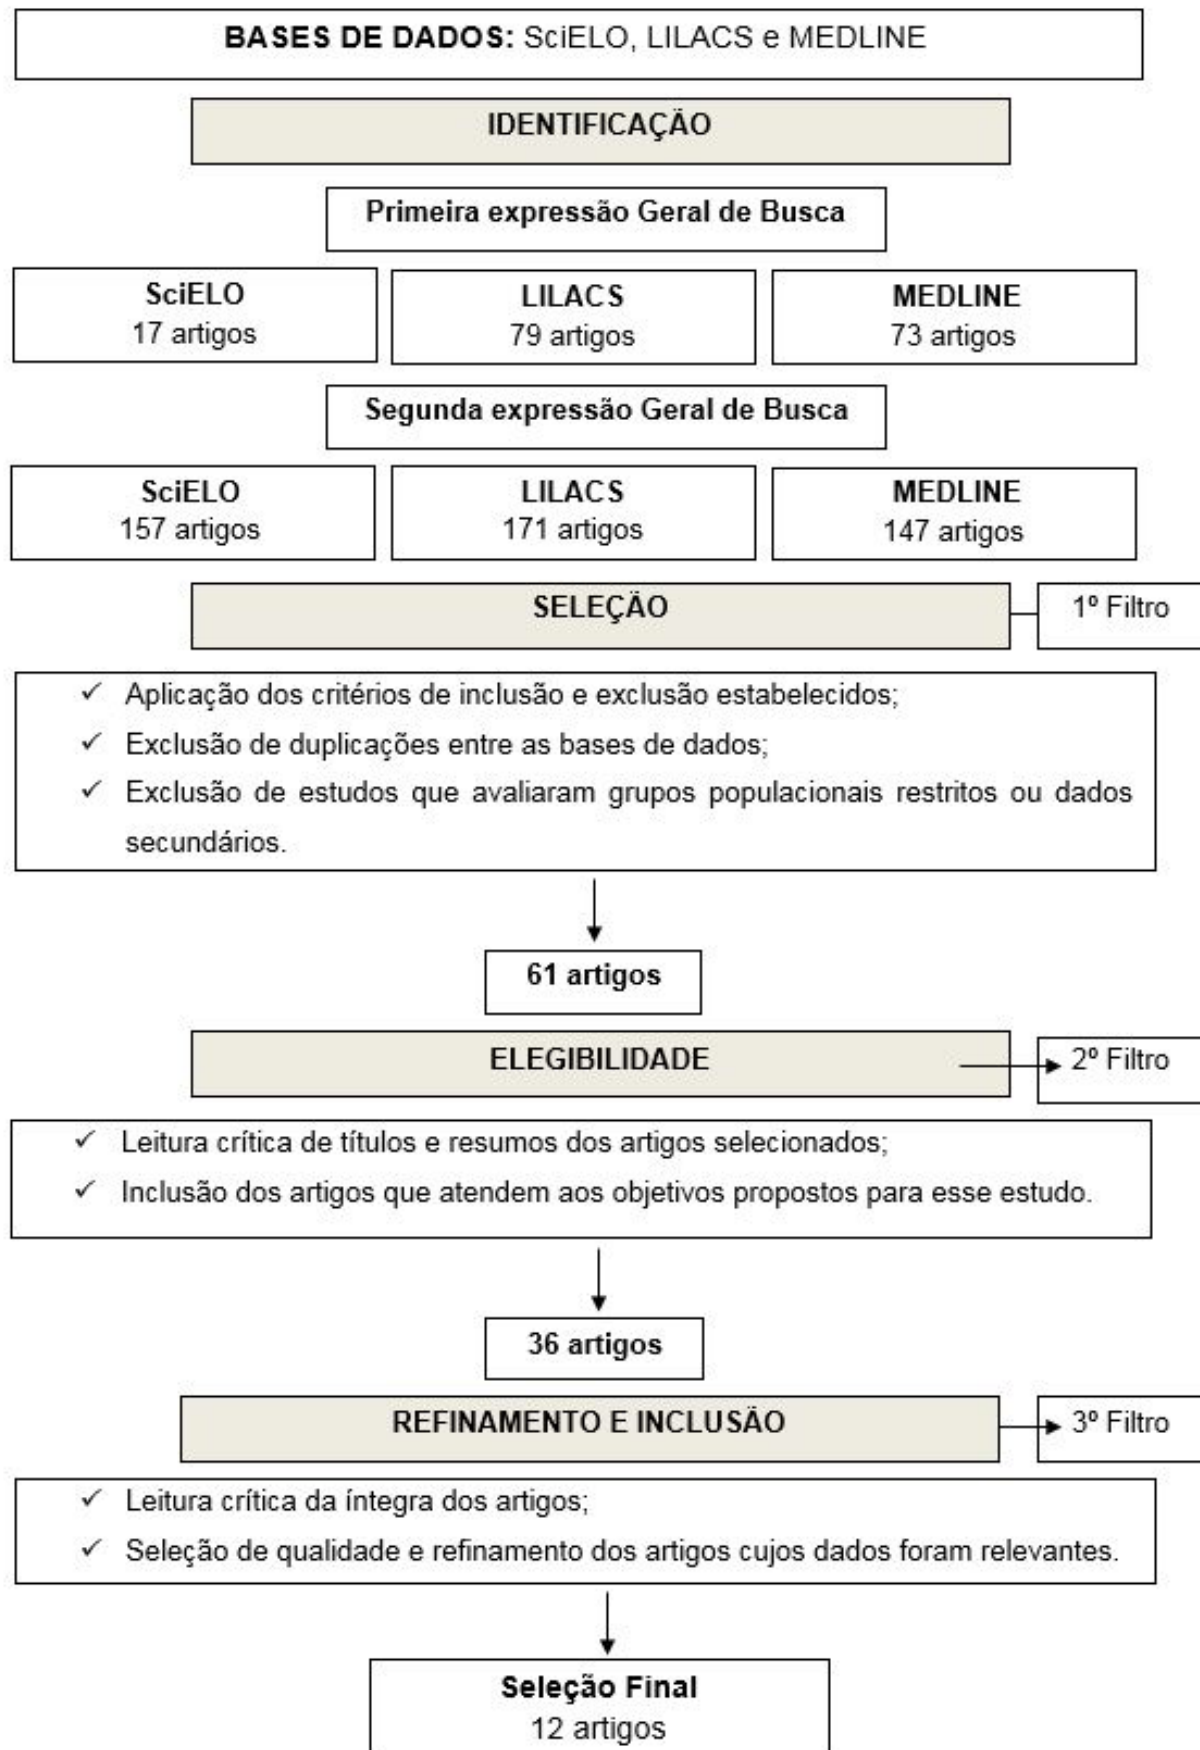 BASES DE DADOS: SciELO, LILACS e MEDLINE
IDENTIFICAÇÃO
Primeira expressão Geral de Busca
SciELO
17 artigos
LILACS
79 artigos
MEDLINE
73 artigos
Segunda expressão Geral de Busca
SciELO
157 artigos
LILACS
171 artigos
MEDLINE
147 artigos
SELEÇÃO
1º Filtro
✓ Aplicação dos critérios de inclusão e exclusão estabelecidos;
✓ Exclusão de duplicações entre as bases de dados;
✓ Exclusão de estudos que avaliaram grupos populacionais restritos ou dados
secundários.
61 artigos
ELEGIBILIDADE
2º Filtro
✓ Leitura crítica de títulos e resumos dos artigos selecionados;
✓ Inclusão dos artigos que atendem aos objetivos propostos para esse estudo.
36 artigos
REFINAMENTO E INCLUSÃO
3º Filtro
✓ Leitura crítica da íntegra dos artigos;
✓ Seleção de qualidade e refinamento dos artigos cujos dados foram relevantes.
Seleção Final
12 artigos